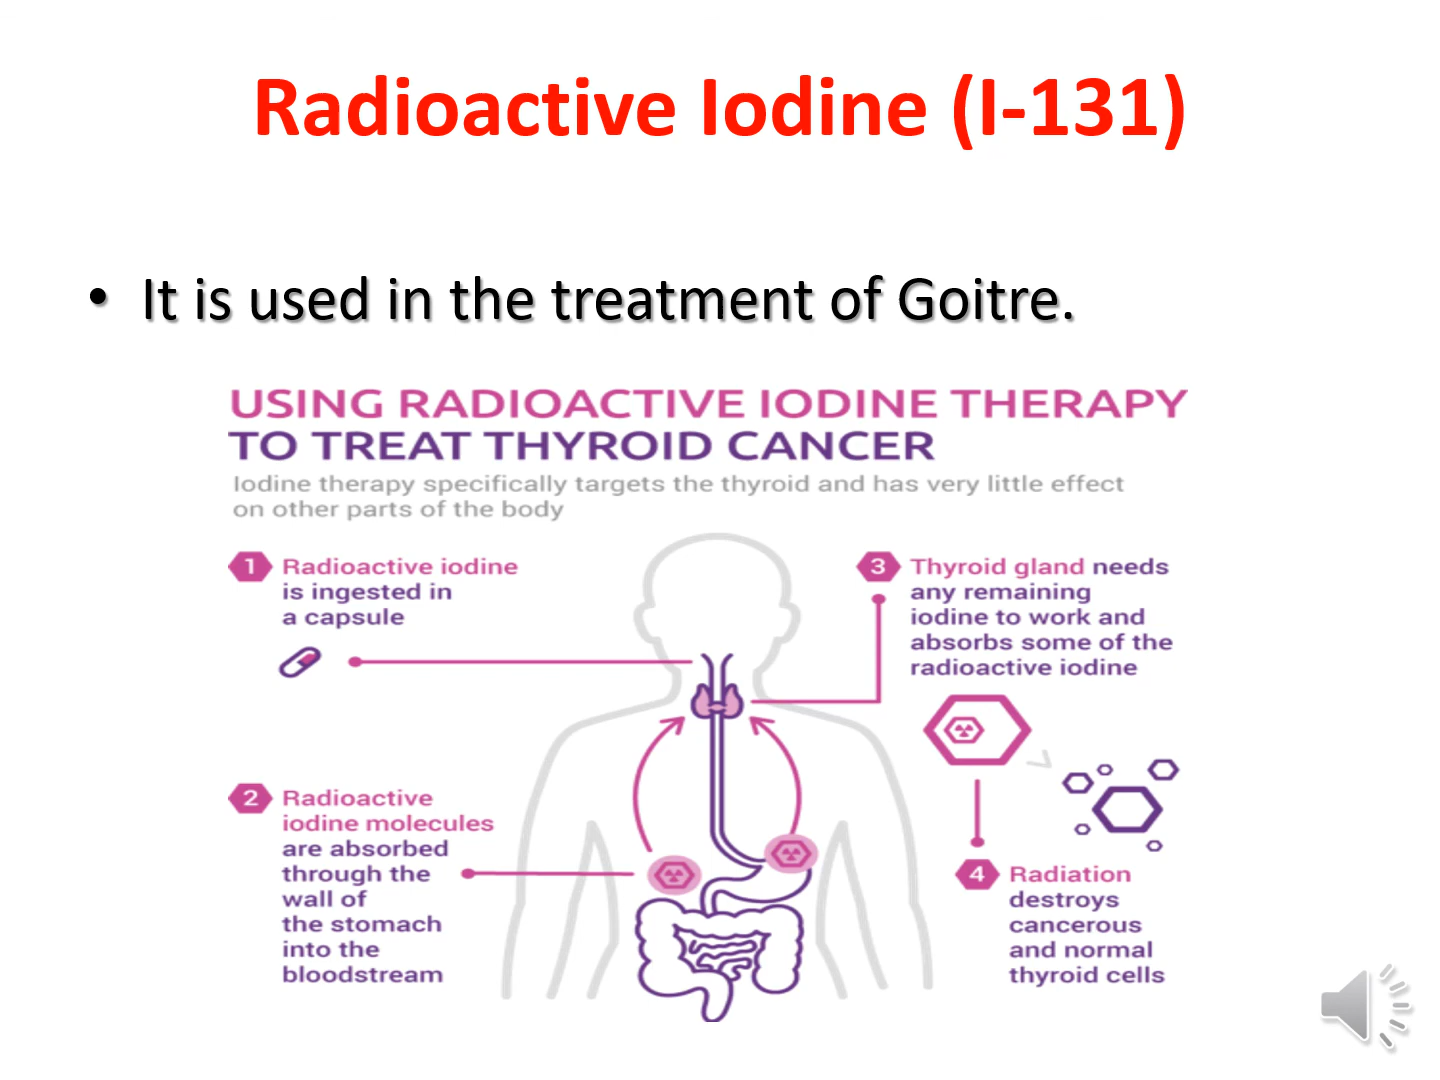 Radioactive Iodine (I-131)
• It is used in the treatment of Goitre.
USING RADIOACTIVE IODINE THERAPY
TO TREAT THYROID CANCER
Iodine therapy specifically targets the thyroid and has very little effect
on other parts of the body
1 Radioactive iodine
is ingested in
a capsule
2 Radioactive
iodine molecules
are absorbed
through the
wall of
the stomach
into the
bloodstream
3 Thyroid gland needs
any remaining
iodine to work and
absorbs some of the
radioactive iodine
4 Radiation
destroys
cancerous
and normal
thyroid cells